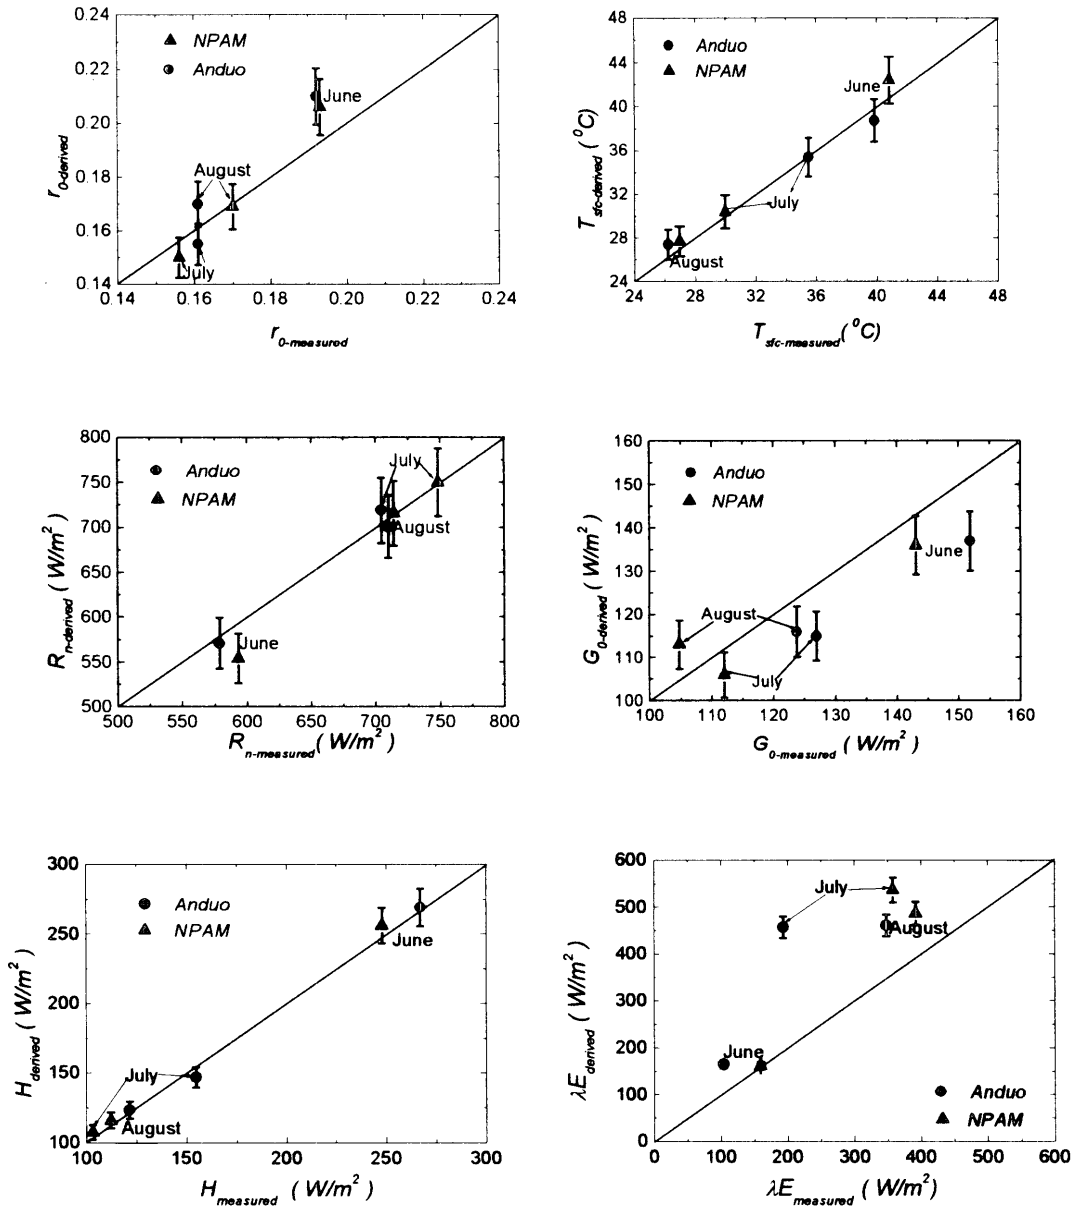 0.24
0.22
0.20
0.18
0.16
0.14
r0-derived
NPAM
Anduo
June
August
July
0.14 0.16 0.18 0.20 0.22 0.24
r0-measured
48
44
40
36
32
28
24
Tsfc-derived (°C)
Anduo
NPAM
June
July
August
24 28 32 36 40 44 48
Tsfc-measured (°C)
800
750
700
650
600
550
500
Rn-derived (W/m²)
Anduo
NPAM
July
August
June
500 550 600 650 700 750 800
Rn-measured (W/m²)
160
150
140
130
120
110
100
G0-derived (W/m²)
Anduo
NPAM
June
August
July
100 110 120 130 140 150 160
G0-measured (W/m²)
300
250
200
150
100
Hderived (W/m²)
Anduo
NPAM
June
July
August
100 150 200 250 300
Hmeasured (W/m²)
600
500
400
300
200
100
0
λEderived (W/m²)
July
August
June
Anduo
NPAM
0 100 200 300 400 500 600
λEmeasured (W/m²)